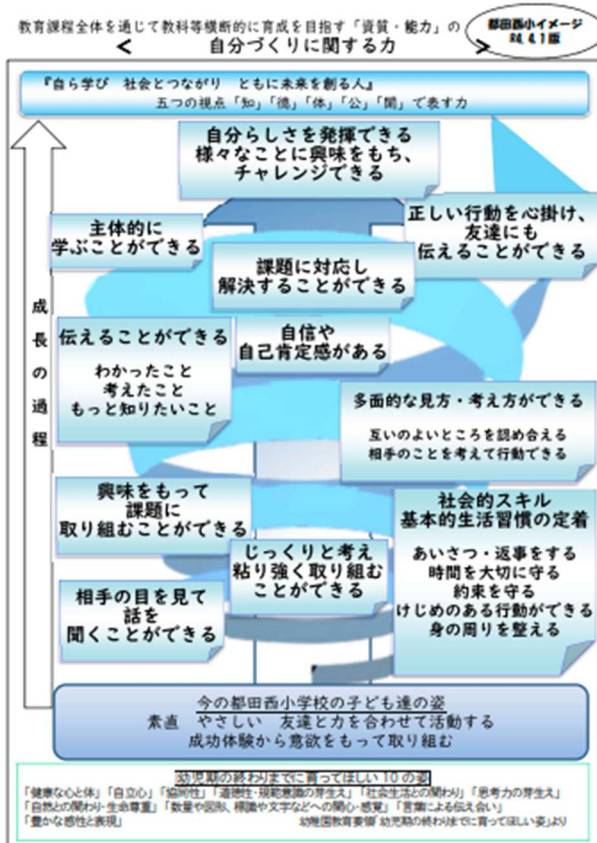 教育課程全体を通じて教科等横断的に育成を目指す「資質・能力」の
< 自分づくりに関する力 >
都田西小イメージ
R4.4.1版
『自ら学び 社会とつながり ともに未来を創る人』
五つの視点「知」「徳」「体」「公」「開」で表す力
自分らしさを発揮できる
様々なことに興味をもち、
チャレンジできる
主体的に
学ぶことができる
正しい行動を心掛け、
友達にも
伝えることができる
課題に対応し
解決することができる
成長の過程
伝えることができる
わかったこと
考えたこと
もっと知りたいこと
自信や
自己肯定感がある
多面的な見方・考え方ができる
互いのよいところを認め合える
相手のことを考えて行動できる
興味をもって
課題に
取り組むことができる
じっくりと考え
粘り強く取り組む
ことができる
社会的スキル
基本的生活習慣の定着
あいさつ・返事をする
時間を大切に守る
約束を守る
けじめのある行動ができる
身の周りを整える
相手の目を見て
話を
聞くことができる
今の都田西小学校の子ども達の姿
素直 やさしい 友達と力を合わせて活動する
成功体験から意欲をもって取り組む
幼児期の終わりまでに育ってほしい10の姿
「健康な心と体」「自立心」「協同性」「道徳性・規範意識の芽生え」「社会生活との関わり」「思考力の芽生え」
「自然との関わり・生命尊重」「数量や図形、標識や文字などへの関心・感覚」「言葉による伝え合い」
「豊かな感性と表現」 幼稚園教育要領「幼児期の終わりまでに育ってほしい姿」より